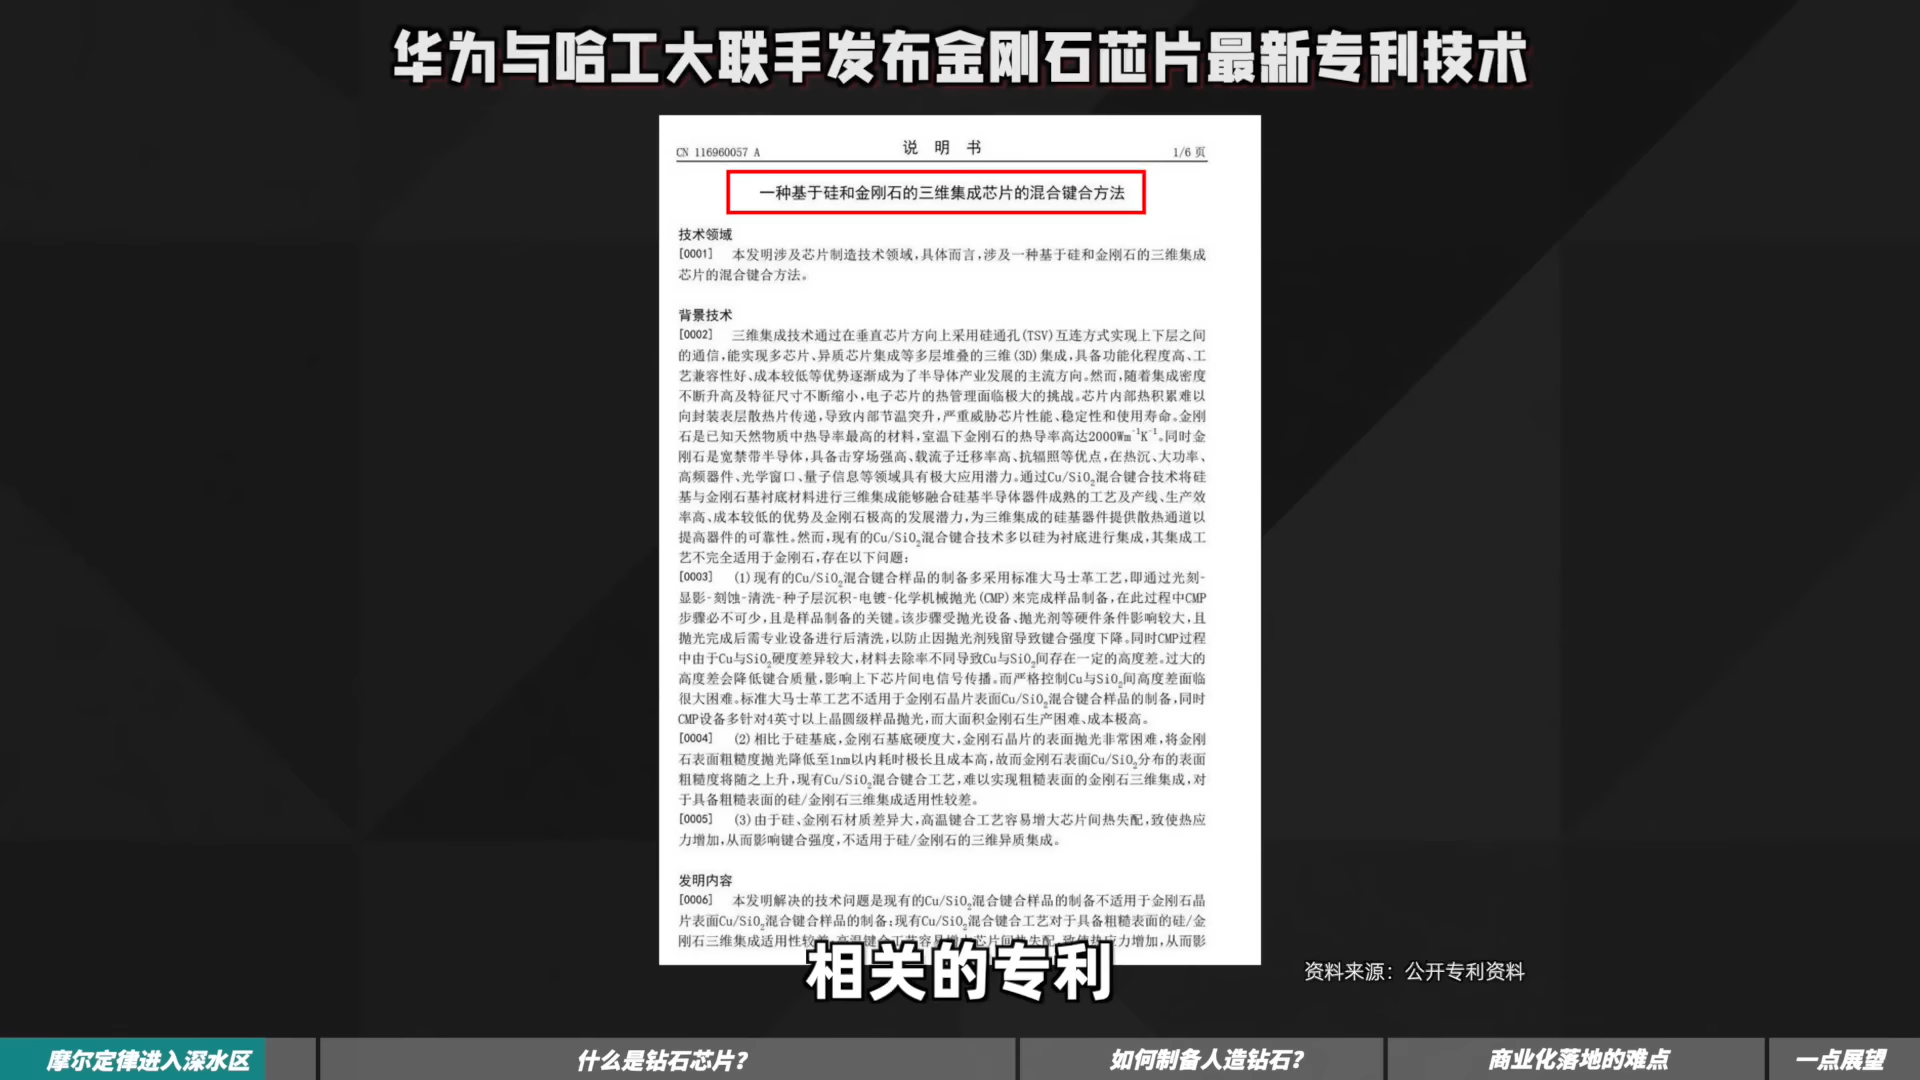 华为与哈工大联手发布金刚石芯片最新专利技术
CN 116960057 A
说 明 书
1/6 页
一种基于硅和金刚石的三维集成芯片的混合键合方法
技术领域
[0001] 本发明涉及芯片制造技术领域,具体而言,涉及一种基于硅和金刚石的三维集成
芯片的混合键合方法。
背景技术
[0002] 三维集成技术通过在垂直芯片方向上采用硅通孔(TSV)互连方式实现上下层之间
的通信,能实现多芯片、异质芯片集成等多层堆叠的三维(3D)集成,具备功能化程度高、工
艺兼容性好、成本较低等优势逐渐成为了半导体产业发展的主流方向。然而,随着集成密度
不断升高及特征尺寸不断缩小,电子芯片的热管理面临极大的挑战。芯片内部热积累难以
向封装表层散热片传递,导致内部节温突升,严重威胁芯片性能、稳定性和使用寿命。金刚
石是已知天然物质中热导率最高的材料,室温下金刚石的热导率高达2000Wm⁻¹K⁻¹。同时金
刚石是宽禁带半导体,具备击穿场强高、载流子迁移率高、抗辐照等优点,在热沉、大功率、
高频器件、光学窗口、量子信息等领域具有极大应用潜力。通过Cu/SiO₂混合键合技术将硅
基与金刚石基衬底材料进行三维集成能够融合硅基半导体器件成熟的工艺及产线、生产效
率高、成本较低的优势及金刚石极高的发展潜力,为三维集成的硅基器件提供散热通道以
提高器件的可靠性。然而,现有的Cu/SiO₂混合键合技术多以硅为衬底进行集成,其集成工
艺不完全适用于金刚石,存在以下问题:
[0003] (1)现有的Cu/SiO₂混合键合样品的制备多采用标准大马士革工艺,即通过光刻-
显影-刻蚀-清洗-种子层沉积-电镀-化学机械抛光(CMP)来完成样品制备,在此过程中CMP
步骤必不可少,且是样品制备的关键。该步骤受抛光设备、抛光剂等硬件条件影响较大,且
抛光完成后需专业设备进行后清洗,以防止因抛光剂残留导致键合强度下降。同时CMP过程
中由于Cu与SiO₂硬度差异较大,材料去除率不同导致Cu与SiO₂间存在一定的高度差。过大的
高度差会降低键合质量,影响上下芯片间电信号传播。而严格控制Cu与SiO₂间高度差面临
很大困难。标准大马士革工艺不适用于金刚石晶片表面Cu/SiO₂混合键合样品的制备,同时
CMP设备多针对4英寸以上晶圆级样品抛光,而大面积金刚石生产困难、成本极高。
[0004] (2)相比于硅基底,金刚石基底硬度大,金刚石晶片的表面抛光非常困难,将金刚
石表面粗糙度抛光降低至1nm以内耗时极长且成本高,故而金刚石表面Cu/SiO₂分布的表面
粗糙度将随之上升,现有Cu/SiO₂混合键合工艺,难以实现粗糙表面的金刚石三维集成,对
于具备粗糙表面的硅/金刚石三维集成适用性较差。
[0005] (3)由于硅、金刚石材质差异大,高温键合工艺容易增大芯片间热失配,致使热应
力增加,从而影响键合强度,不适用于硅/金刚石的三维异质集成。
发明内容
[0006] 本发明解决的技术问题是现有的Cu/SiO₂混合键合样品的制备不适用于金刚石晶
片表面Cu/SiO₂混合键合样品的制备;现有Cu/SiO₂混合键合工艺对于具备粗糙表面的硅/金
刚石三维集成适用性较差;高温键合工艺容易增大芯片间热失配,致使热应力增加,从而影
相关的专利
资料来源：公开专利资料
摩尔定律进入深水区
什么是钻石芯片?
如何制备人造钻石?
商业化落地的难点
一点展望